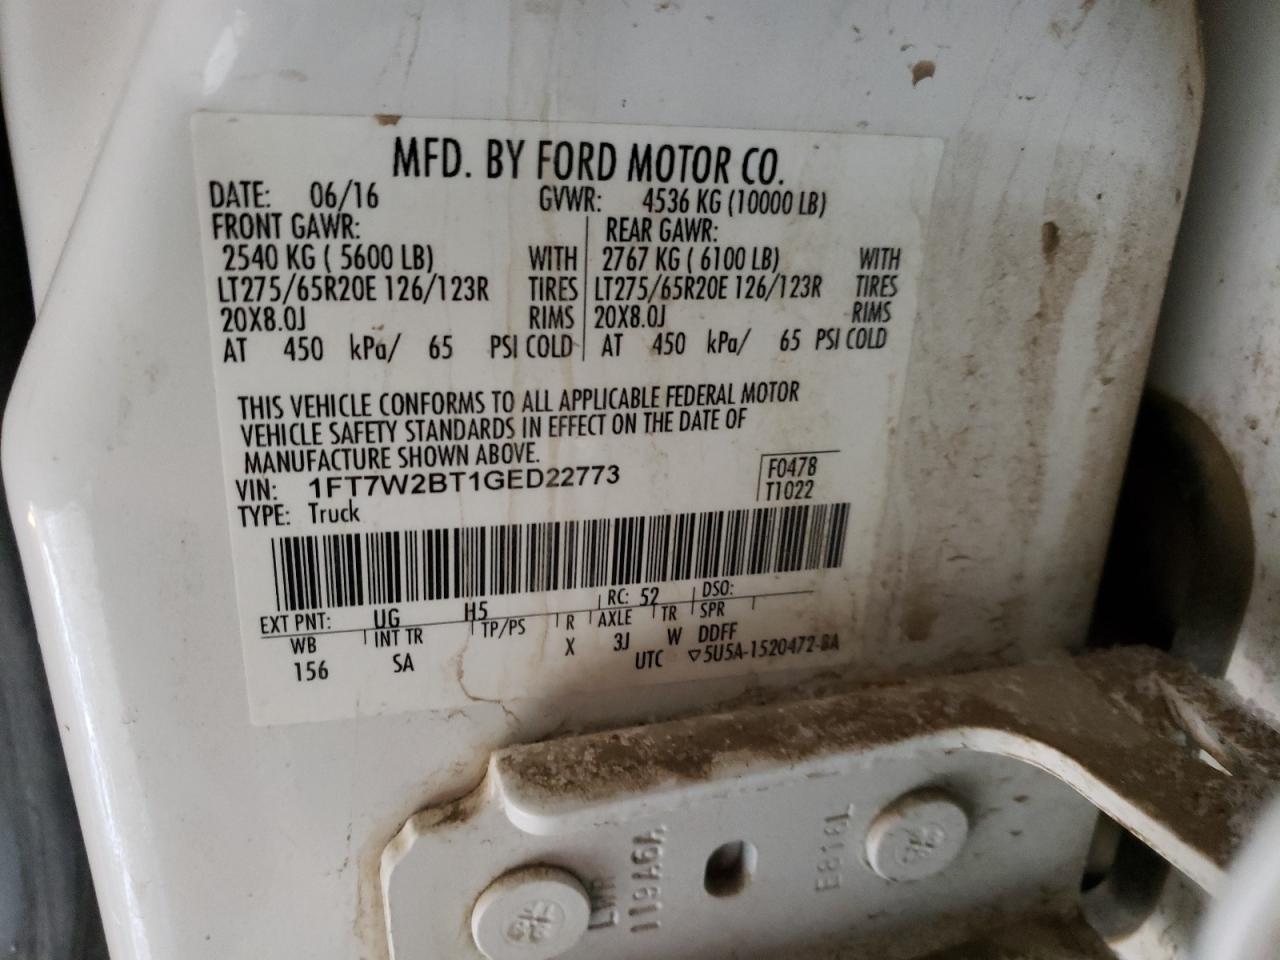 MFD. BY FORD MOTOR CO.
DATE: 06/16 GVWR: 4536 KG (10000 LB)
FRONT GAWR: REAR GAWR:
2540 KG ( 5600 LB) WITH 2767 KG ( 6100 LB) WITH
LT275/65R20E 126/123R TIRES LT275/65R20E 126/123R TIRES
20X8.0J RIMS 20X8.0J RIMS
AT 450 kPa/ 65 PSI COLD AT 450 kPa/ 65 PSI COLD
THIS VEHICLE CONFORMS TO ALL APPLICABLE FEDERAL MOTOR
VEHICLE SAFETY STANDARDS IN EFFECT ON THE DATE OF
MANUFACTURE SHOWN ABOVE.
VIN: 1FT7W2BT1GED22773 F0478
TYPE: Truck T1022
EXT PNT: UG H5 RC: 52 DSO:
WB INT TR TP/PS R AXLE TR SPR
156 SA X 3J W DDFF
UTC ▽5U5A-1520472-BA
119A6A
E8181